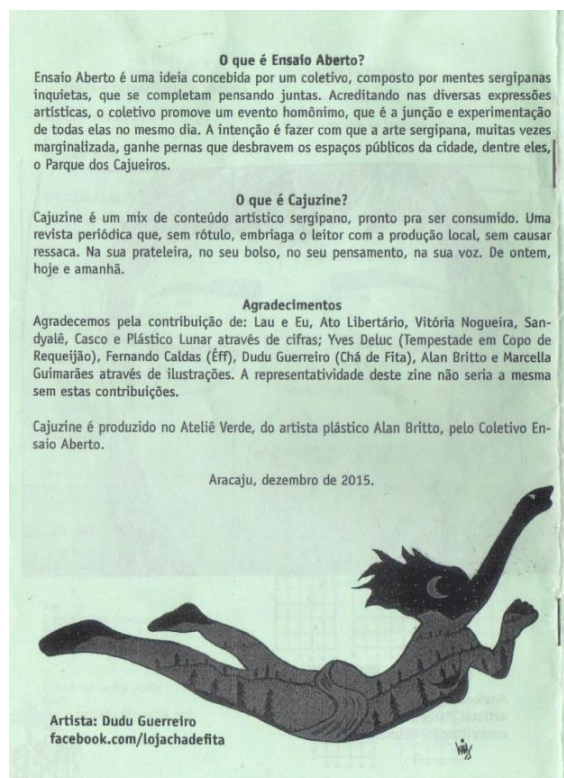 O que é Ensaio Aberto?
Ensaio Aberto é uma ideia concebida por um coletivo, composto por mentes sergipanas
inquietas, que se completam pensando juntas. Acreditando nas diversas expressões
artísticas, o coletivo promove um evento homônimo, que é a junção e experimentação
de todas elas no mesmo dia. A intenção é fazer com que a arte sergipana, muitas vezes
marginalizada, ganhe pernas que desbravem os espaços públicos da cidade, dentre eles,
o Parque dos Cajueiros.
O que é Cajuzine?
Cajuzine é um mix de conteúdo artístico sergipano, pronto pra ser consumido. Uma
revista periódica que, sem rótulo, embriaga o leitor com a produção local, sem causar
ressaca. Na sua prateleira, no seu bolso, no seu pensamento, na sua voz. De ontem,
hoje e amanhã.
Agradecimentos
Agradecemos pela contribuição de: Lau e Eu, Ato Libertário, Vitória Nogueira, San-
dyalê, Casco e Plástico Lunar através de cifras; Yves Deluc (Tempestade em Copo de
Requeijão), Fernando Caldas (Éff), Dudu Guerreiro (Chá de Fita), Alan Britto e Marcella
Guimarães através de ilustrações. A representatividade deste zine não seria a mesma
sem estas contribuições.
Cajuzine é produzido no Ateliê Verde, do artista plástico Alan Britto, pelo Coletivo En-
saio Aberto.
Aracaju, dezembro de 2015.
Artista: Dudu Guerreiro
facebook.com/lojachadefita